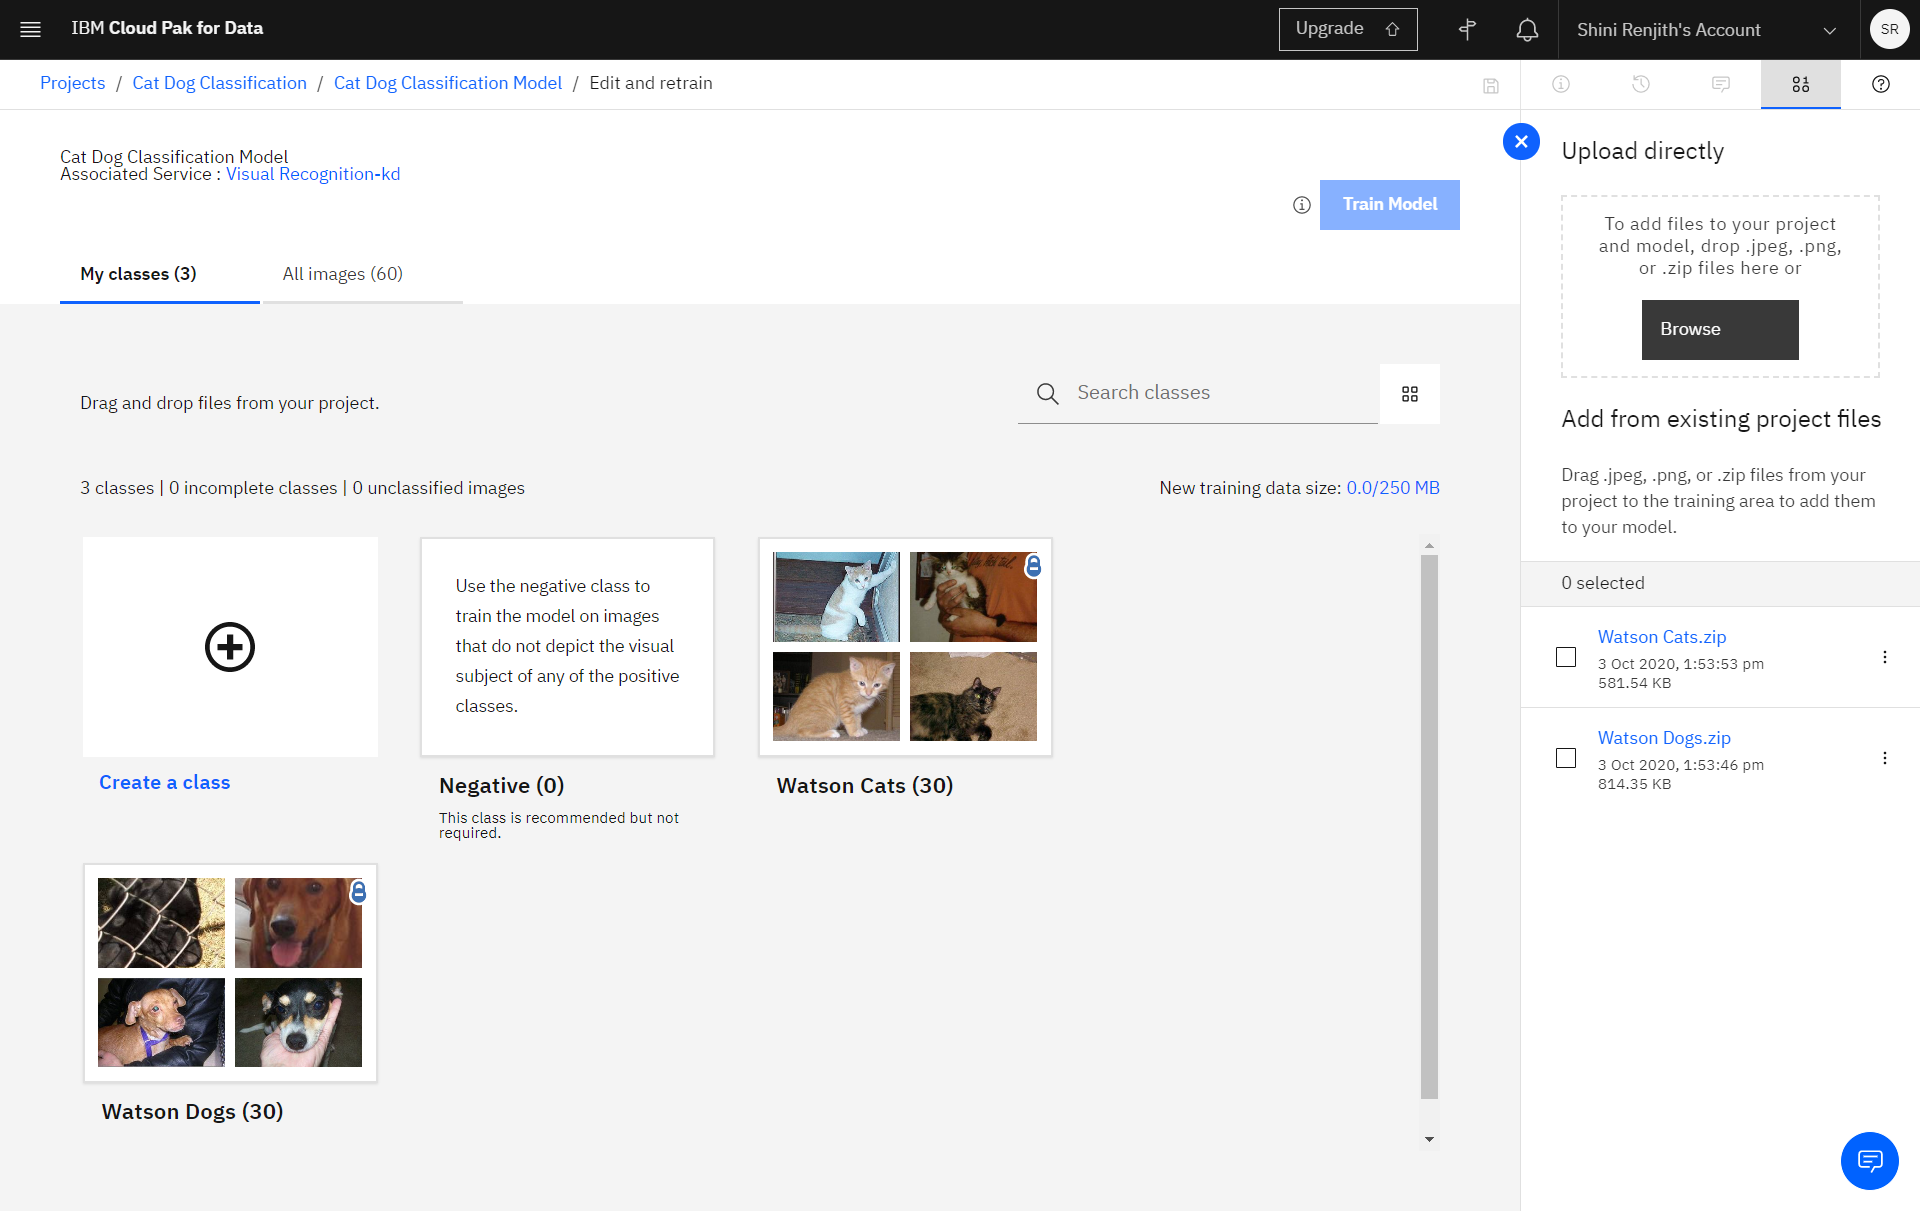 IBM Cloud Pak for Data
Upgrade
Shini Renjith's Account
SR
Projects / Cat Dog Classification / Cat Dog Classification Model / Edit and retrain
Cat Dog Classification Model
Associated Service : Visual Recognition-kd
Train Model
My classes (3)
All images (60)
Drag and drop files from your project.
Search classes
3 classes | 0 incomplete classes | 0 unclassified images
New training data size: 0.0/250 MB
Use the negative class to
train the model on images
that do not depict the visual
subject of any of the positive
classes.
Create a class
Negative (0)
This class is recommended but not
required.
Watson Cats (30)
Watson Dogs (30)
Upload directly
To add files to your project
and model, drop .jpeg, .png,
or .zip files here or
Browse
Add from existing project files
Drag .jpeg, .png, or .zip files from your
project to the training area to add them
to your model.
0 selected
Watson Cats.zip
3 Oct 2020, 1:53:53 pm
581.54 KB
Watson Dogs.zip
3 Oct 2020, 1:53:46 pm
814.35 KB